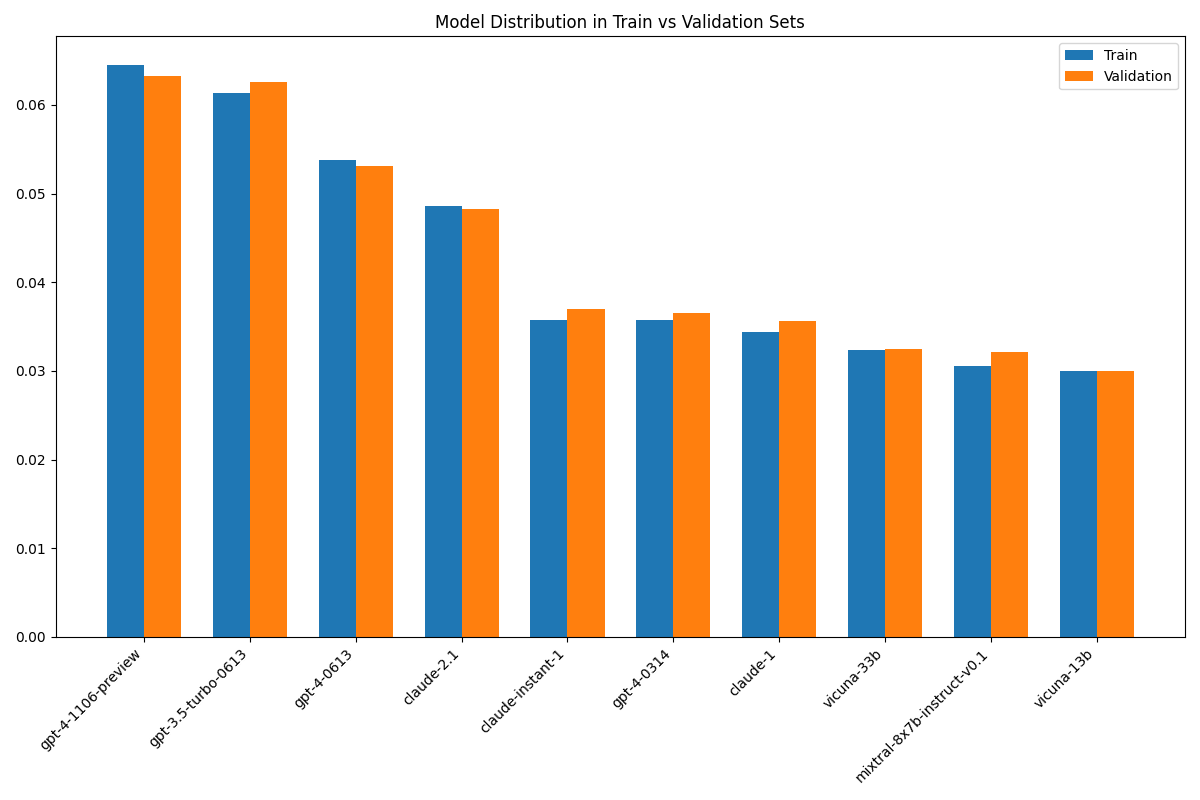 Model Distribution in Train vs Validation Sets
Train
Validation
0.06
0.05
0.04
0.03
0.02
0.01
0.00
gpt-4-1106-preview
gpt-3.5-turbo-0613
gpt-4-0613
claude-2.1
claude-instant-1
gpt-4-0314
claude-1
vicuna-33b
mixtral-8x7b-instruct-v0.1
vicuna-13b